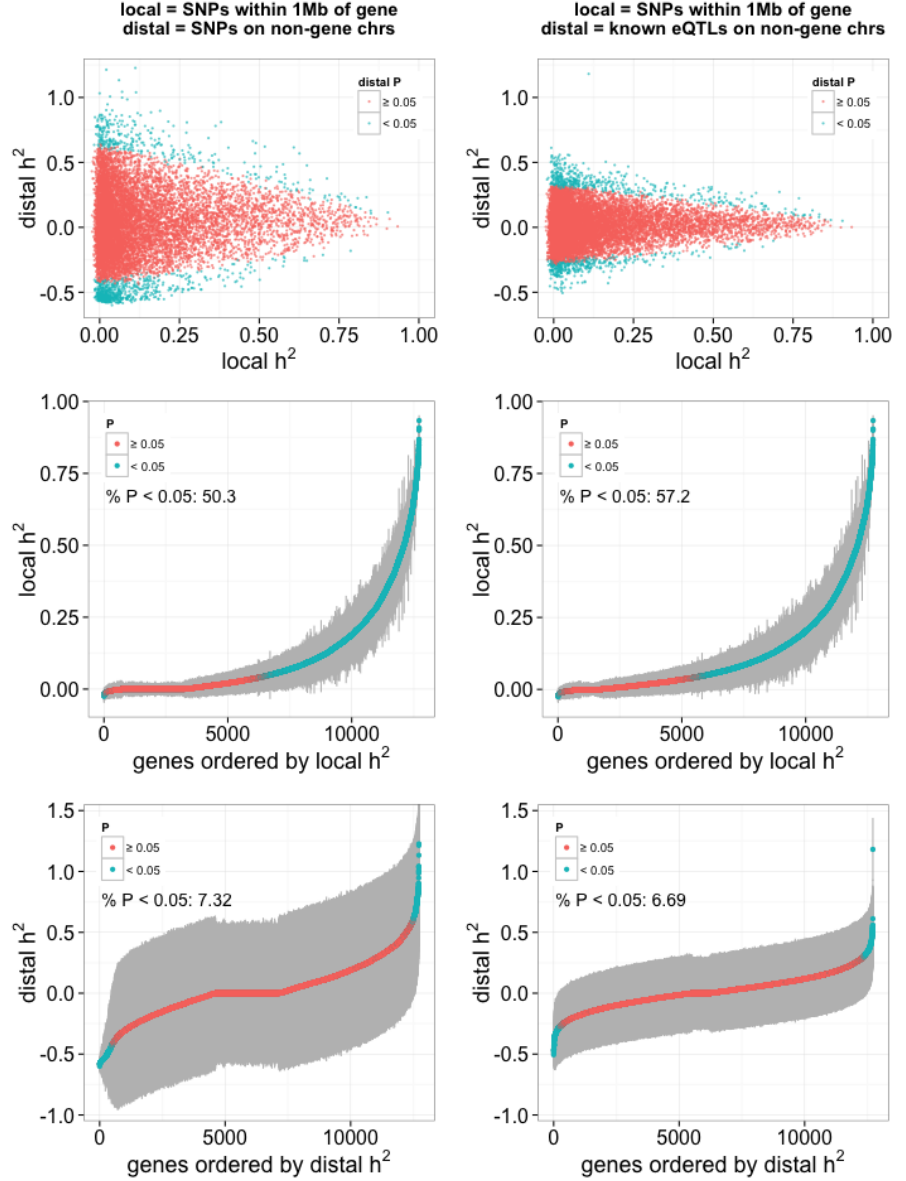 local = SNPs within 1Mb of gene
distal = SNPs on non-gene chrs
local = SNPs within 1Mb of gene
distal = known eQTLs on non-gene chrs
distal h²
1.0
0.5
0.0
-0.5
distal P
≥ 0.05
< 0.05
0.00 0.25 0.50 0.75 1.00
local h²
distal h²
1.0
0.5
0.0
-0.5
distal P
≥ 0.05
< 0.05
0.00 0.25 0.50 0.75 1.00
local h²
local h²
1.00
0.75
0.50
0.25
0.00
P
≥ 0.05
< 0.05
% P < 0.05: 50.3
0 5000 10000
genes ordered by local h²
local h²
1.00
0.75
0.50
0.25
0.00
P
≥ 0.05
< 0.05
% P < 0.05: 57.2
0 5000 10000
genes ordered by local h²
distal h²
1.5
1.0
0.5
0.0
-0.5
-1.0
P
≥ 0.05
< 0.05
% P < 0.05: 7.32
0 5000 10000
genes ordered by distal h²
distal h²
1.5
1.0
0.5
0.0
-0.5
-1.0
P
≥ 0.05
< 0.05
% P < 0.05: 6.69
0 5000 10000
genes ordered by distal h²